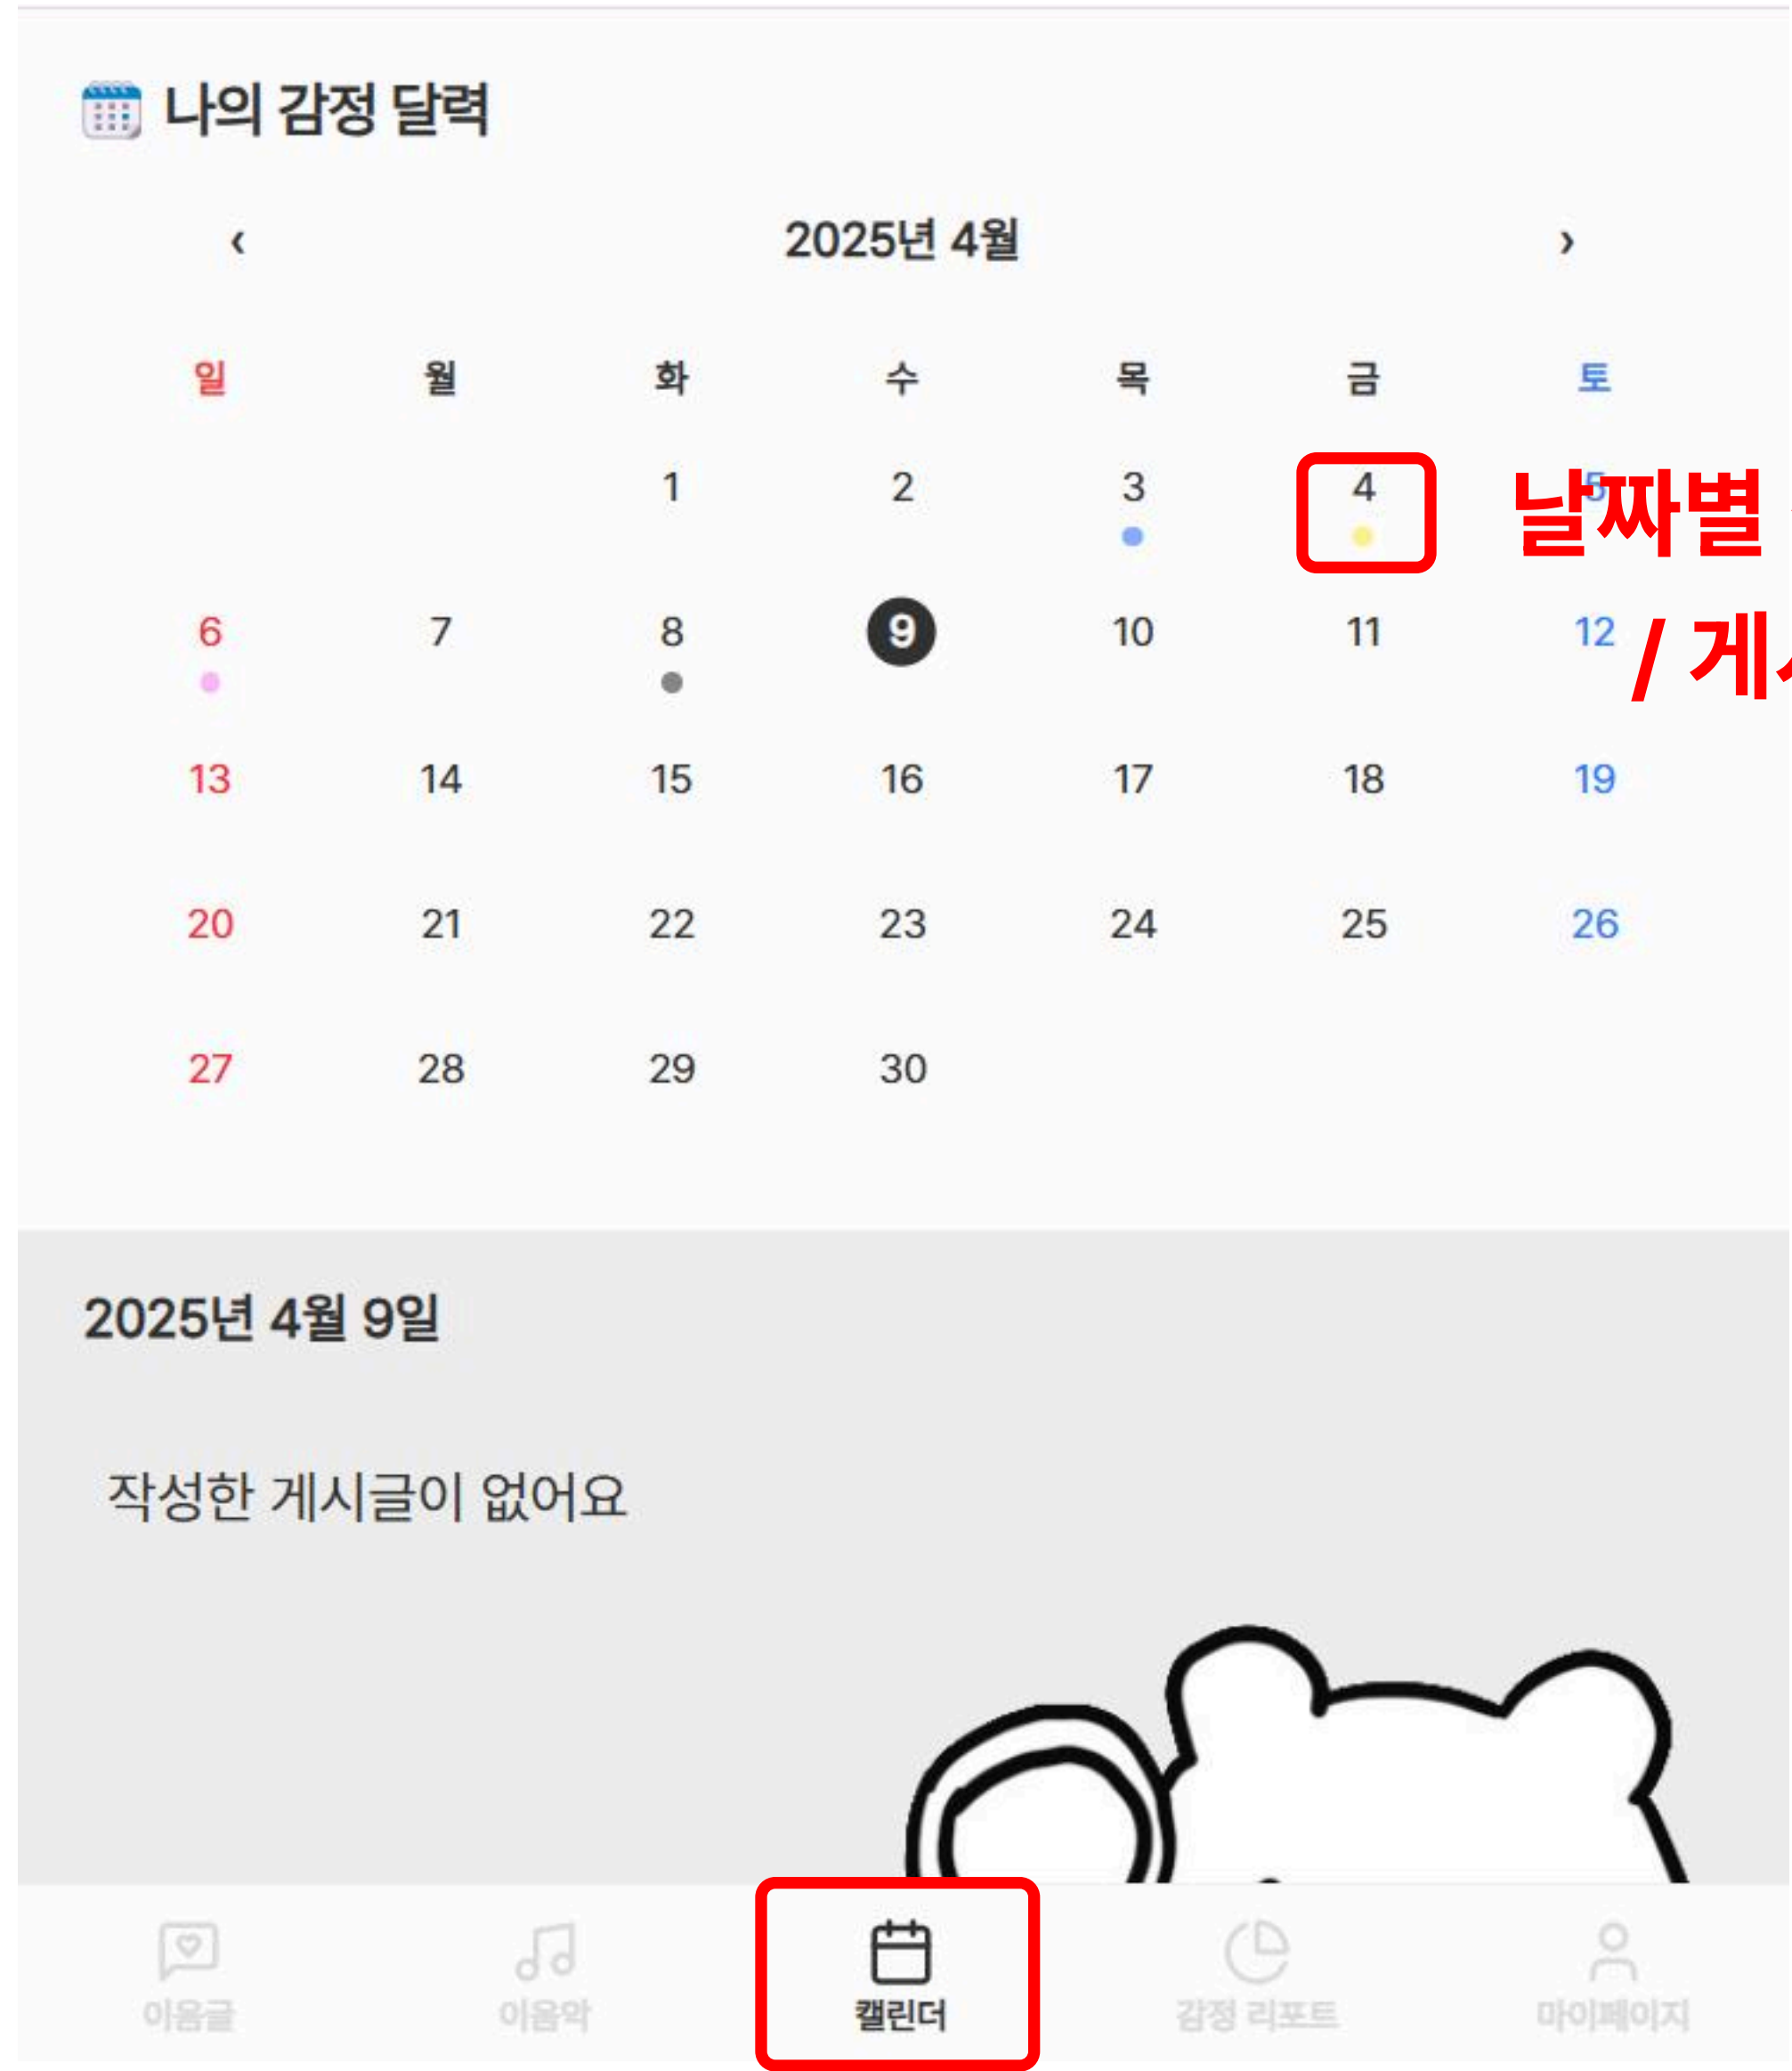 나의 감정 달력
‹ 2025년 4월 ›
일 월 화 수 목 금 토
1 2 3 4 5
날짜별
6 7 8 9 10 11 12
/ 게시
13 14 15 16 17 18 19
20 21 22 23 24 25 26
27 28 29 30
2025년 4월 9일
작성한 게시글이 없어요
이음글 이음악 캘린더 감정 리포트 마이페이지